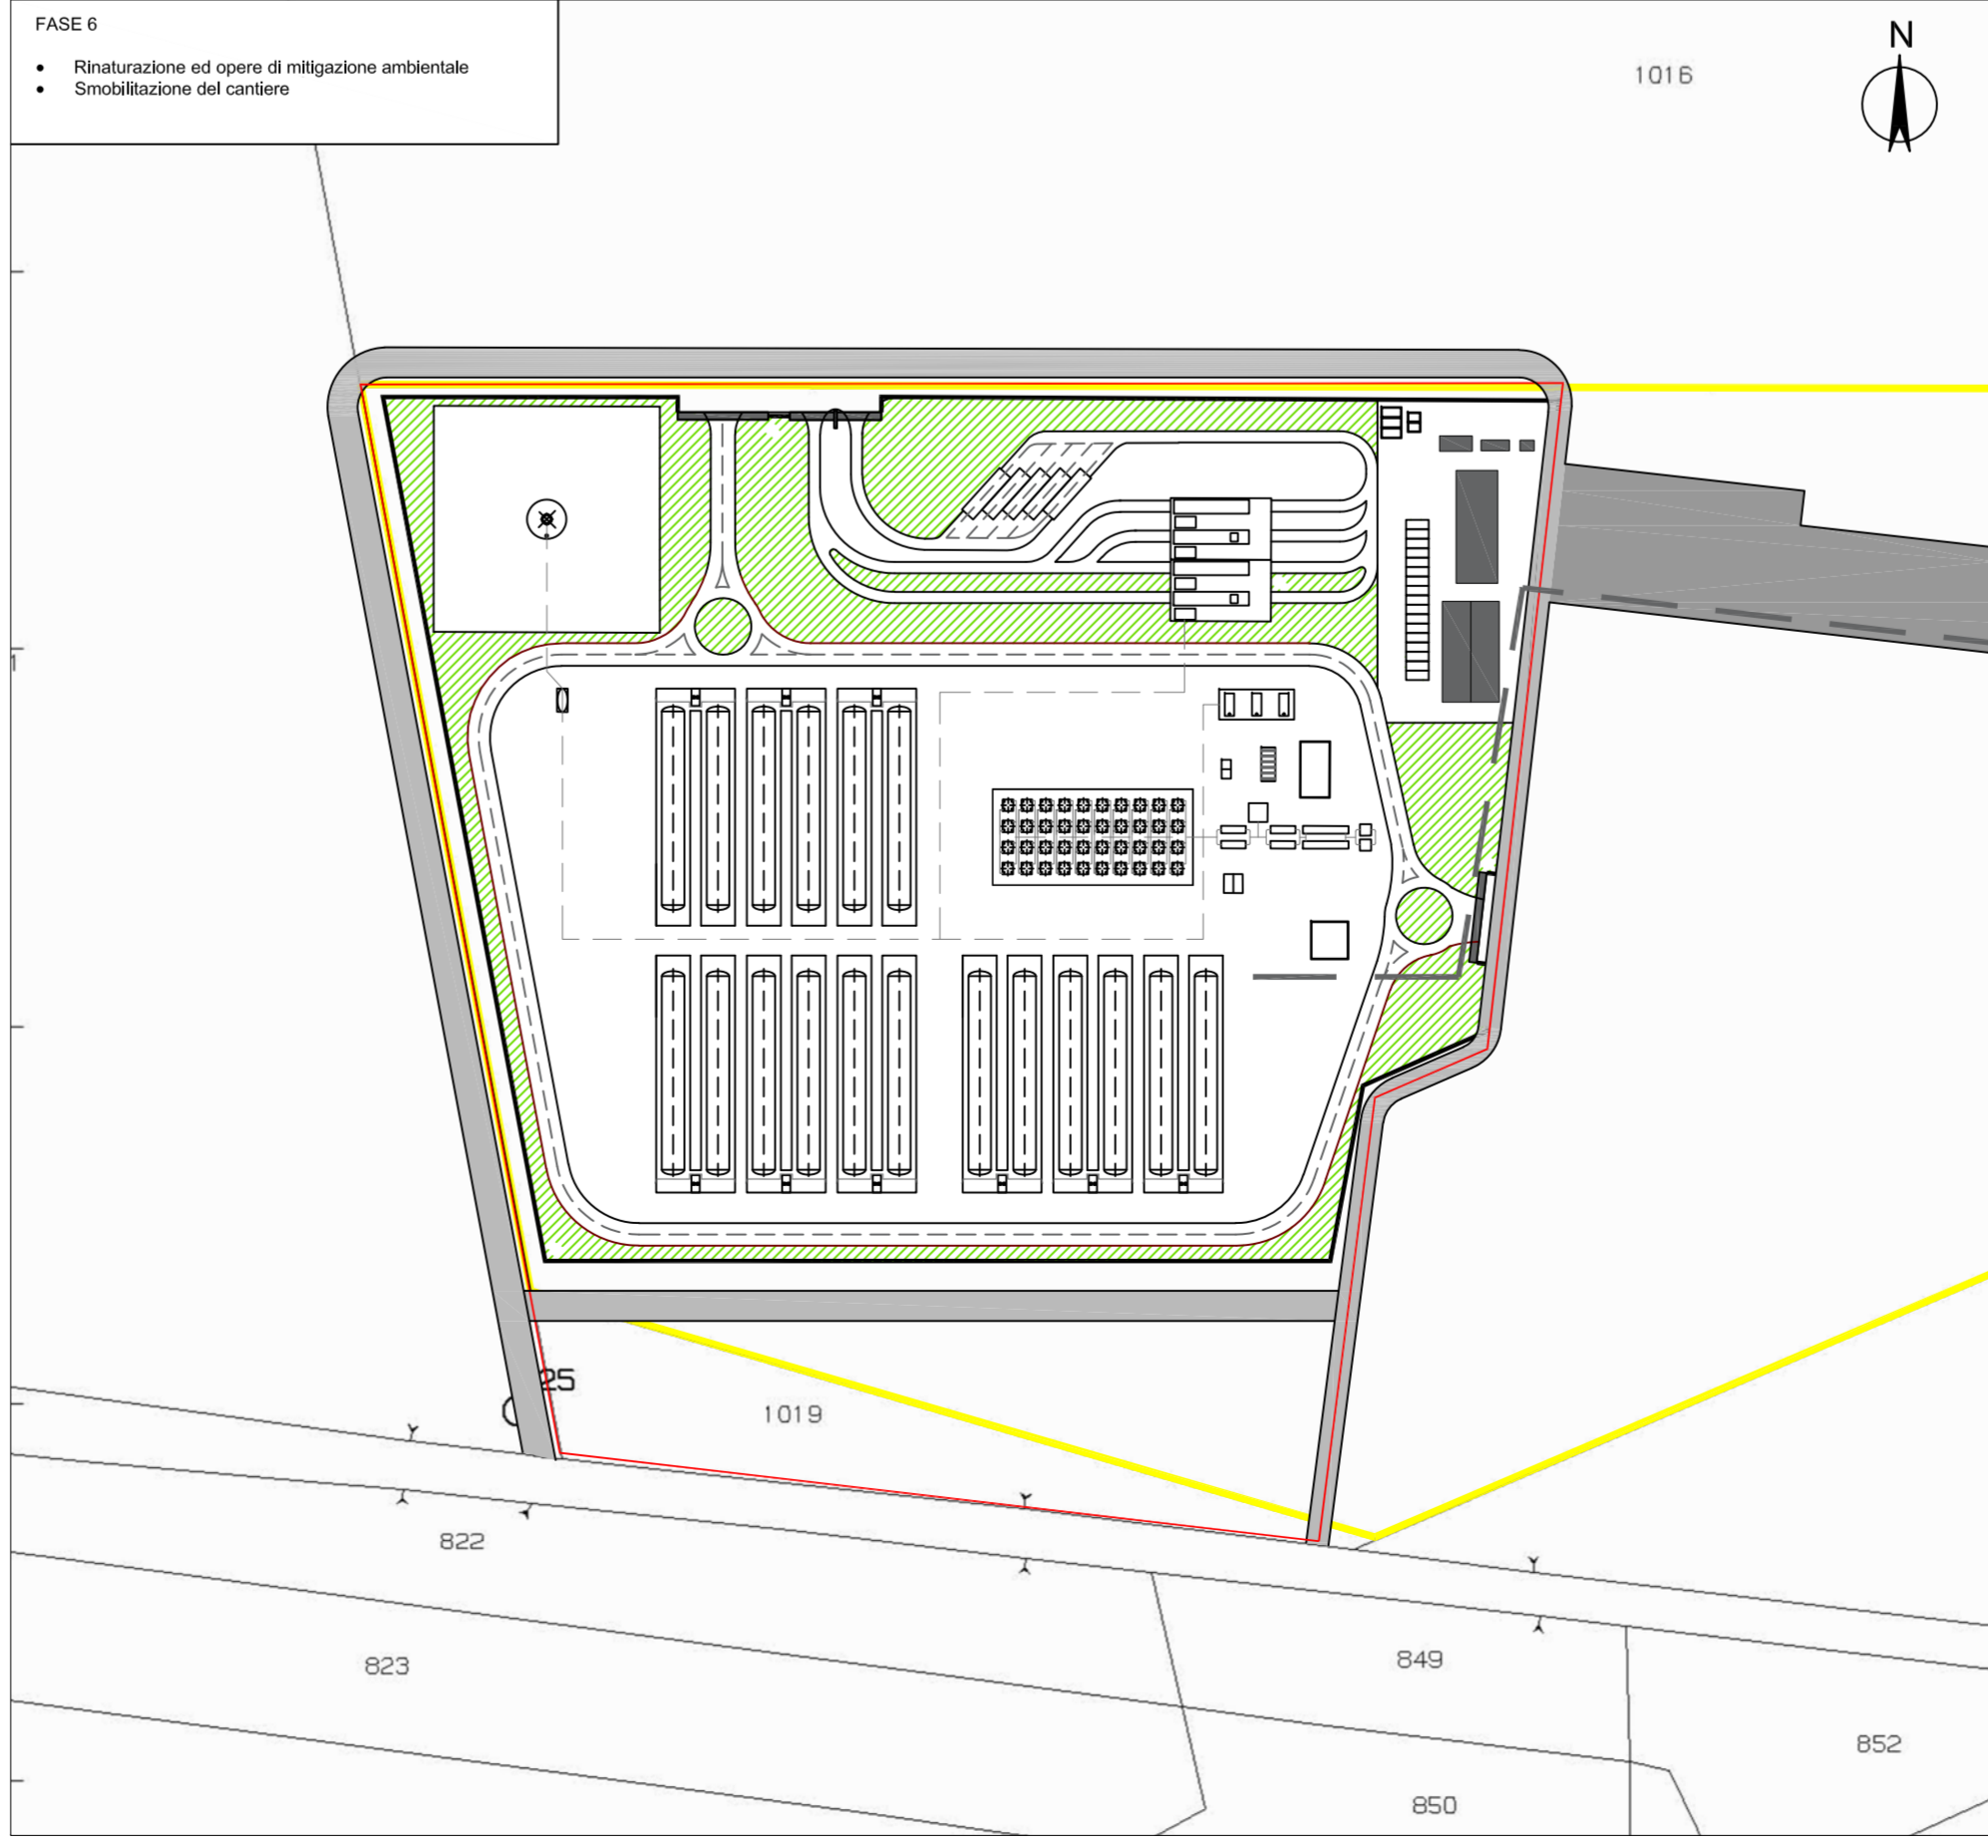 FASE 6
• Rinaturazione ed opere di mitigazione ambientale
• Smobilitazione del cantiere
N
1016
1
25
1019
822
823
849
852
850